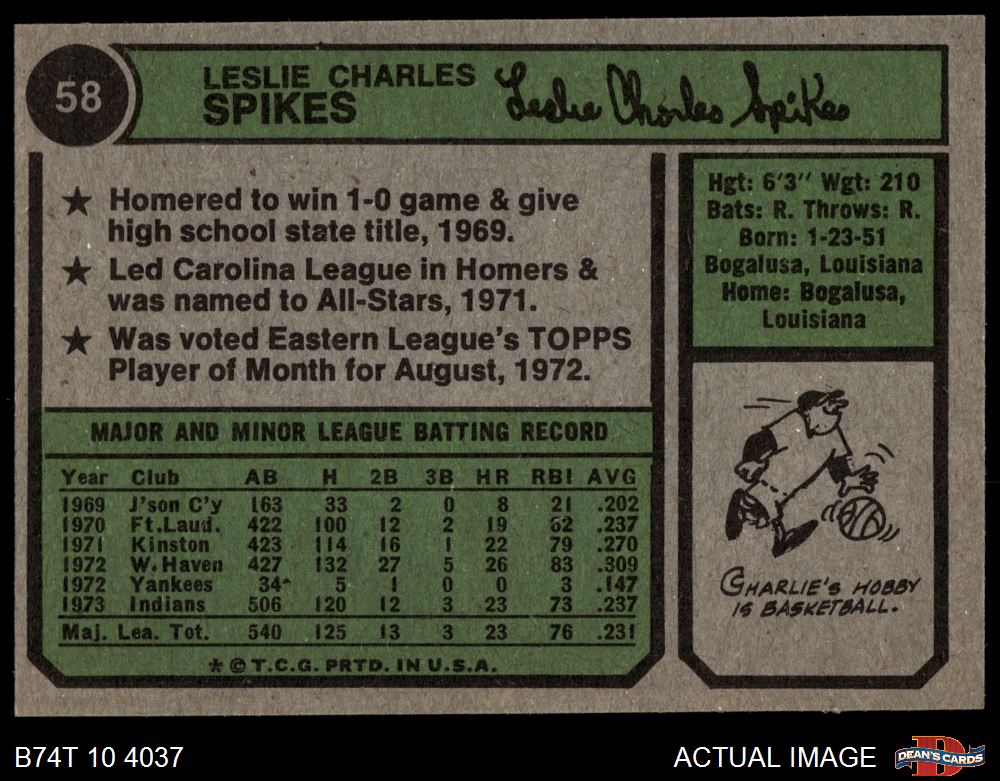 58
LESLIE CHARLES
SPIKES
Leslie Charles Spikes
★ Homered to win 1-0 game & give
high school state title, 1969.
★ Led Carolina League in Homers &
was named to All-Stars, 1971.
★ Was voted Eastern League's TOPPS
Player of Month for August, 1972.
Hgt: 6'3'' Wgt: 210
Bats: R. Throws: R.
Born: 1-23-51
Bogalusa, Louisiana
Home: Bogalusa,
Louisiana
MAJOR AND MINOR LEAGUE BATTING RECORD
Year Club AB H 2B 3B HR RBI AVG
1969 J'son C'y 163 33 2 0 8 21 .202
1970 Ft.Laud. 422 100 12 2 19 62 .237
1971 Kinston 423 114 16 1 22 79 .270
1972 W.Haven 427 132 27 5 26 83 .309
1972 Yankees 34 5 1 0 0 3 .147
1973 Indians 506 120 12 3 23 73 .237
Maj. Lea. Tot. 540 125 13 3 23 76 .231
* © T.C.G. PRTD. IN U.S.A.
CHARLIE'S HOBBY
IS BASKETBALL.
B74T 10 4037
ACTUAL IMAGE
D
DEAN'S CARDS